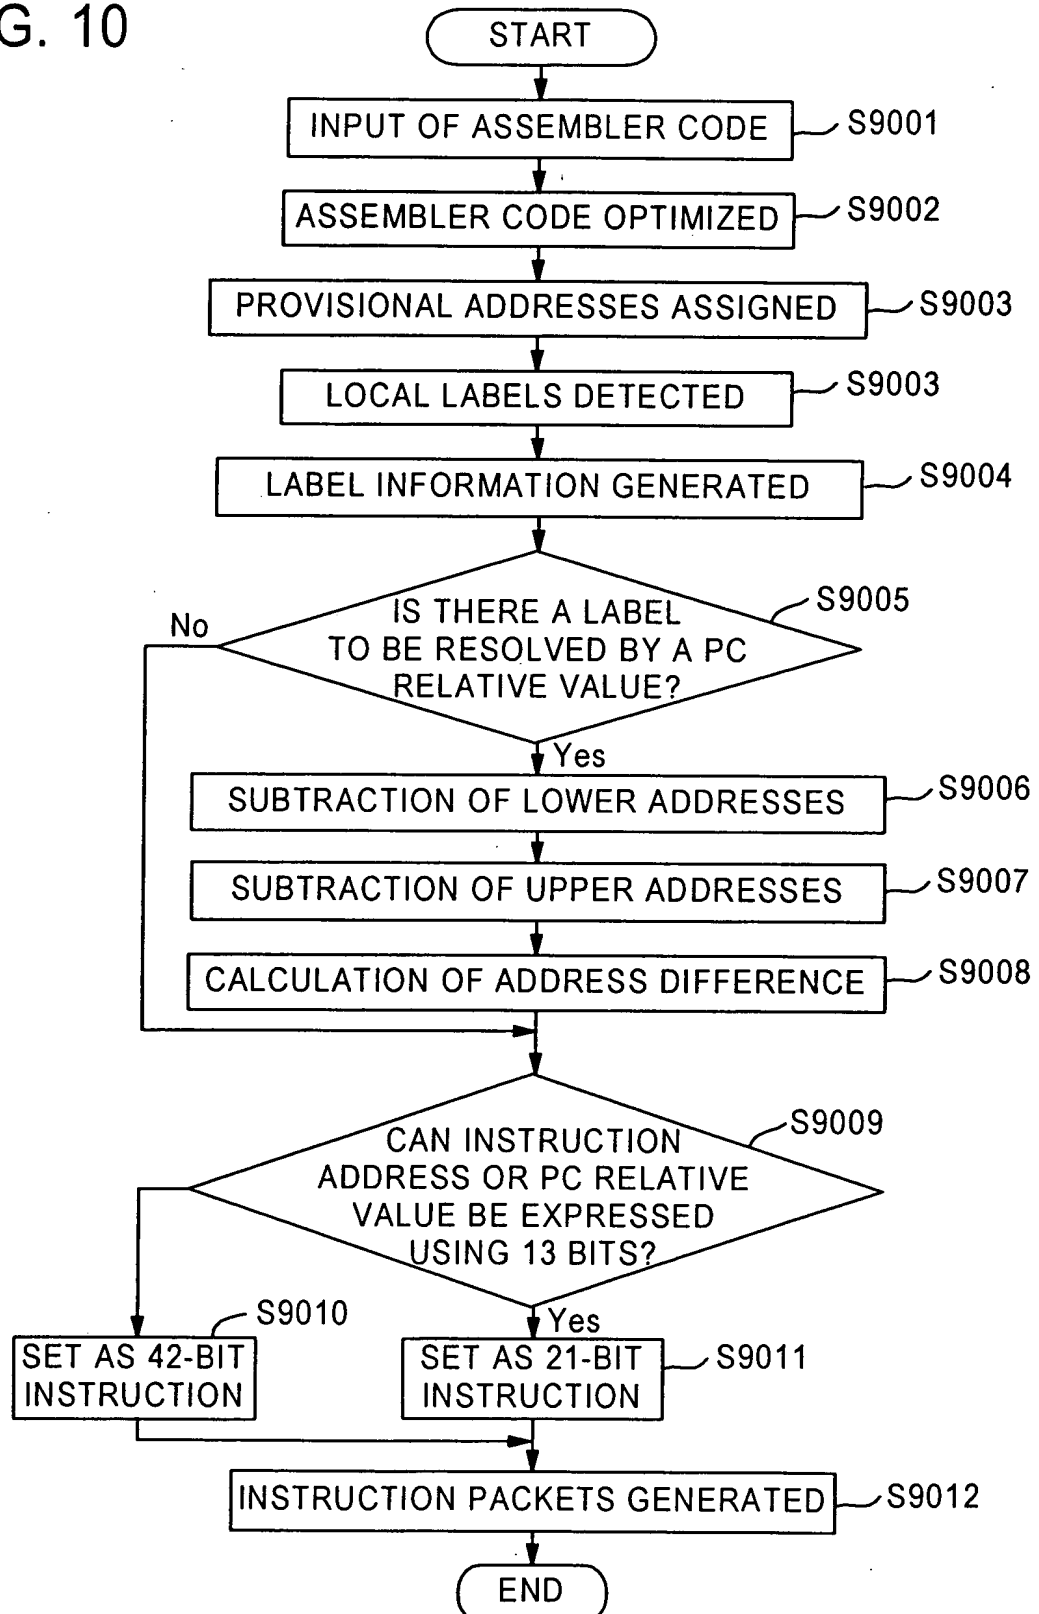 G. 10
START
INPUT OF ASSEMBLER CODE
S9001
ASSEMBLER CODE OPTIMIZED
S9002
PROVISIONAL ADDRESSES ASSIGNED
S9003
LOCAL LABELS DETECTED
S9003
LABEL INFORMATION GENERATED
S9004
IS THERE A LABEL
TO BE RESOLVED BY A PC
RELATIVE VALUE?
S9005
No
Yes
SUBTRACTION OF LOWER ADDRESSES
S9006
SUBTRACTION OF UPPER ADDRESSES
S9007
CALCULATION OF ADDRESS DIFFERENCE
S9008
CAN INSTRUCTION
ADDRESS OR PC RELATIVE
VALUE BE EXPRESSED
USING 13 BITS?
S9009
Yes
SET AS 42-BIT
INSTRUCTION
S9010
SET AS 21-BIT
INSTRUCTION
S9011
INSTRUCTION PACKETS GENERATED
S9012
END